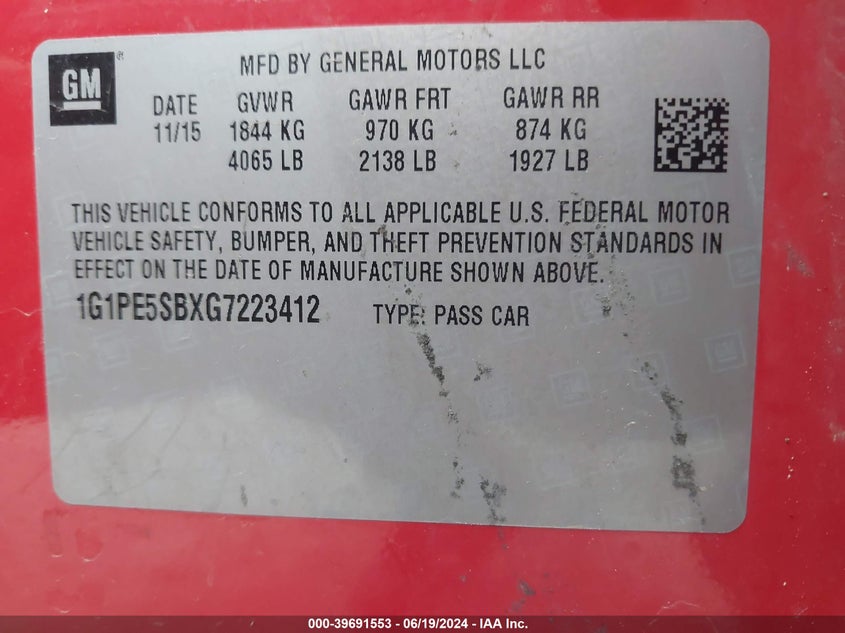 GM
MFD BY GENERAL MOTORS LLC
DATE GVWR GAWR FRT GAWR RR
11/15 1844 KG 970 KG 874 KG
4065 LB 2138 LB 1927 LB
THIS VEHICLE CONFORMS TO ALL APPLICABLE U.S. FEDERAL MOTOR
VEHICLE SAFETY, BUMPER, AND THEFT PREVENTION STANDARDS IN
EFFECT ON THE DATE OF MANUFACTURE SHOWN ABOVE.
1G1PE5SBXG7223412 TYPE: PASS CAR
000-39691553 - 06/19/2024 - IAA Inc.